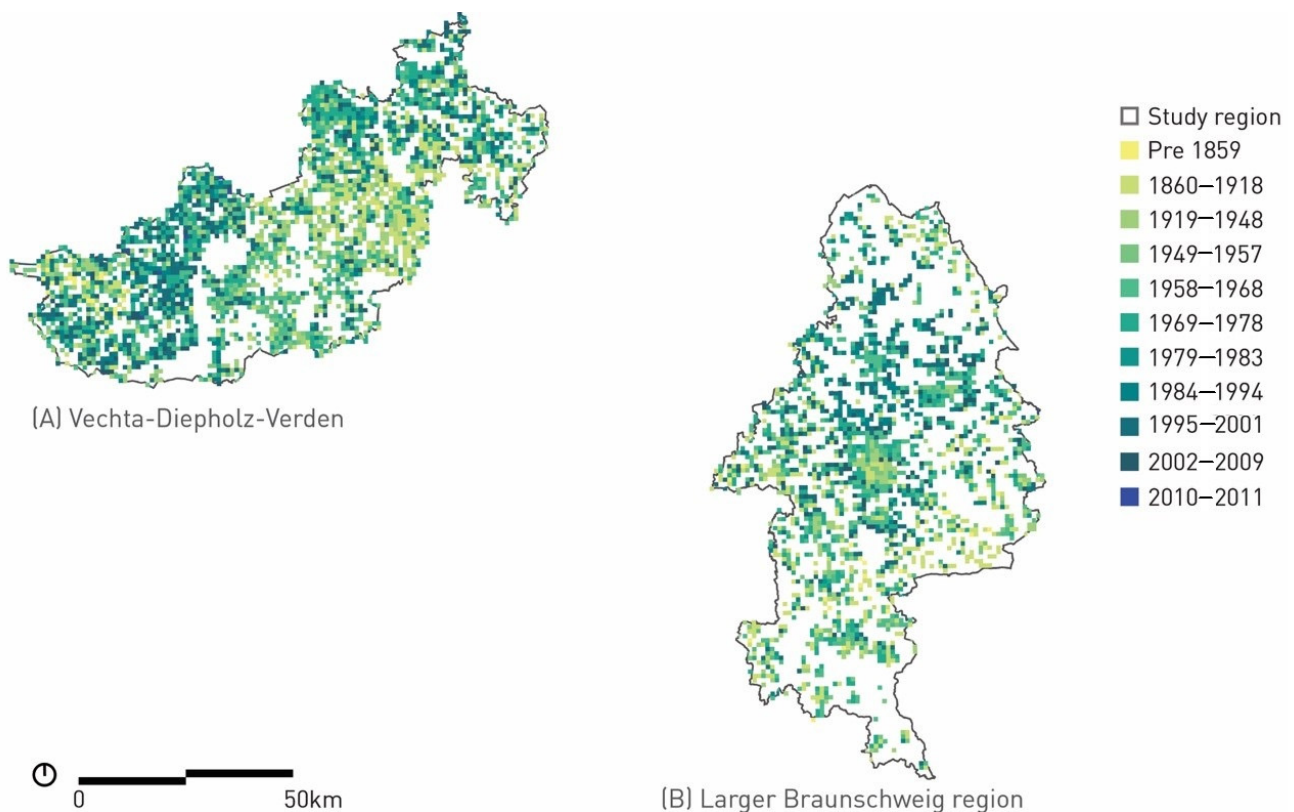 Study region
Pre 1859
1860–1918
1919–1948
1949–1957
1958–1968
1969–1978
1979–1983
1984–1994
1995–2001
2002–2009
2010–2011
(A) Vechta-Diepholz-Verden
0 50km
(B) Larger Braunschweig region